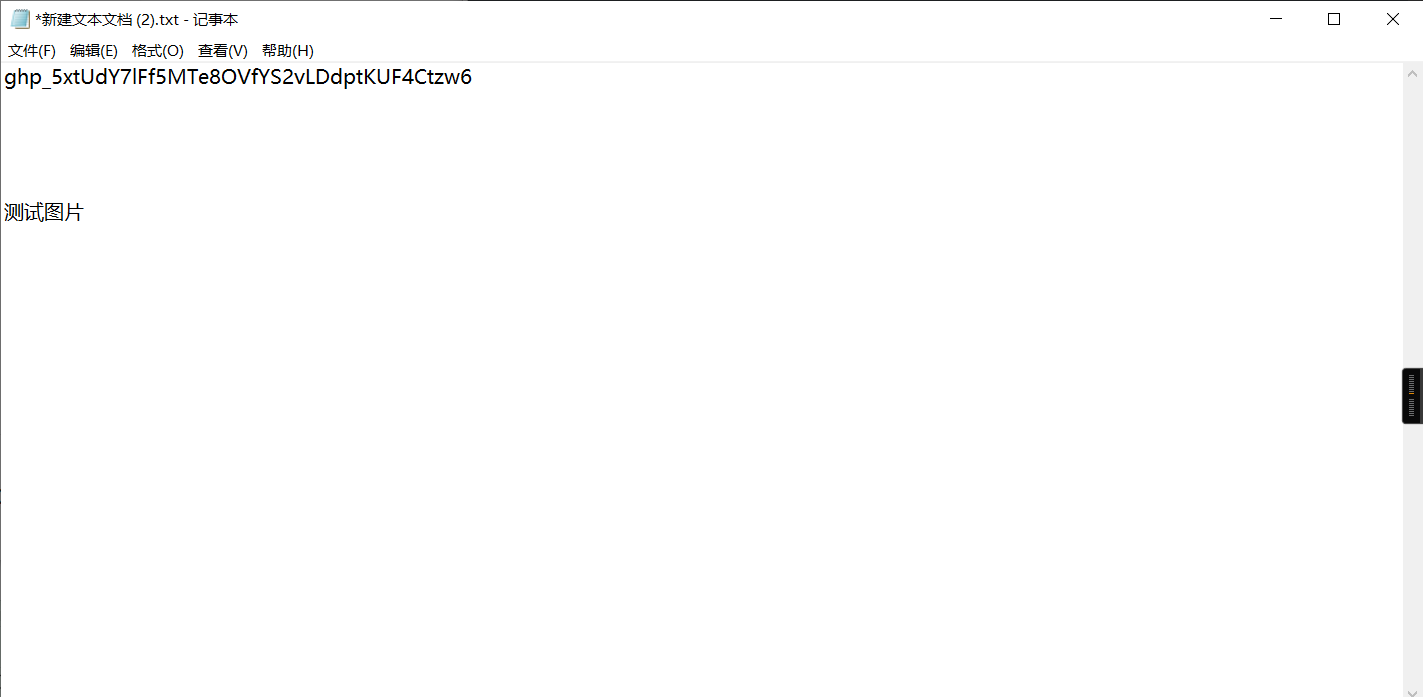 *新建文本文档 (2).txt - 记事本
文件(F) 编辑(E) 格式(O) 查看(V) 帮助(H)
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
测试图片